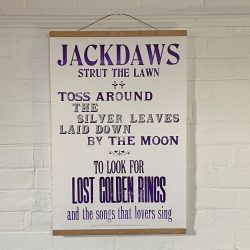 JACKDAWS
STRUT THE LAWN
TOSS AROUND
THE
SILVER LEAVES
LAID DOWN
BY THE MOON
TO LOOK FOR
LOST GOLDEN RINGS
and the songs that lovers sing